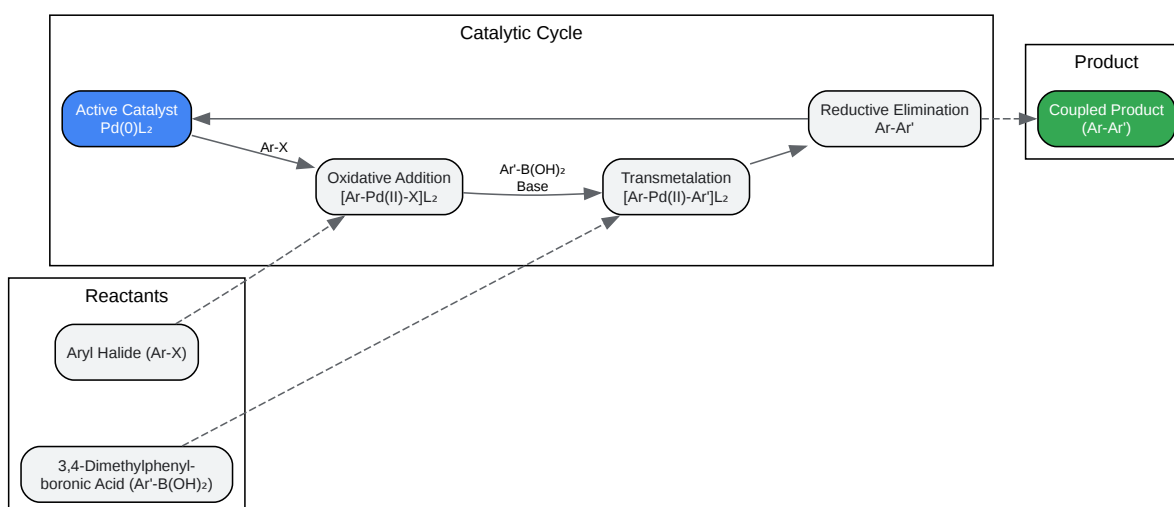 Catalytic Cycle
Active Catalyst
Pd(0)L₂
Ar-X
Oxidative Addition
[Ar-Pd(II)-X]L₂
Ar'-B(OH)₂
Base
Transmetalation
[Ar-Pd(II)-Ar']L₂
Reductive Elimination
Ar-Ar'
Product
Coupled Product
(Ar-Ar')
Reactants
Aryl Halide (Ar-X)
3,4-Dimethylphenyl-
boronic Acid (Ar'-B(OH)₂)